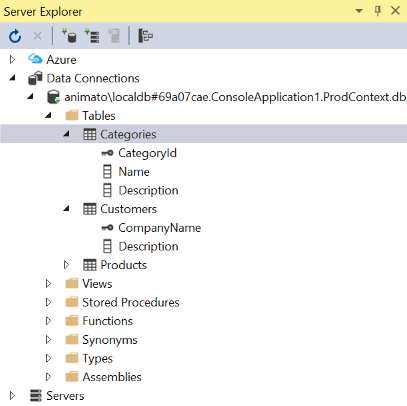 Server Explorer
Azure
Data Connections
animato\localdb#69a07cae.ConsoleApplication1.ProdContext.db
Tables
Categories
CategoryId
Name
Description
Customers
CompanyName
Description
Products
Views
Stored Procedures
Functions
Synonyms
Types
Assemblies
Servers